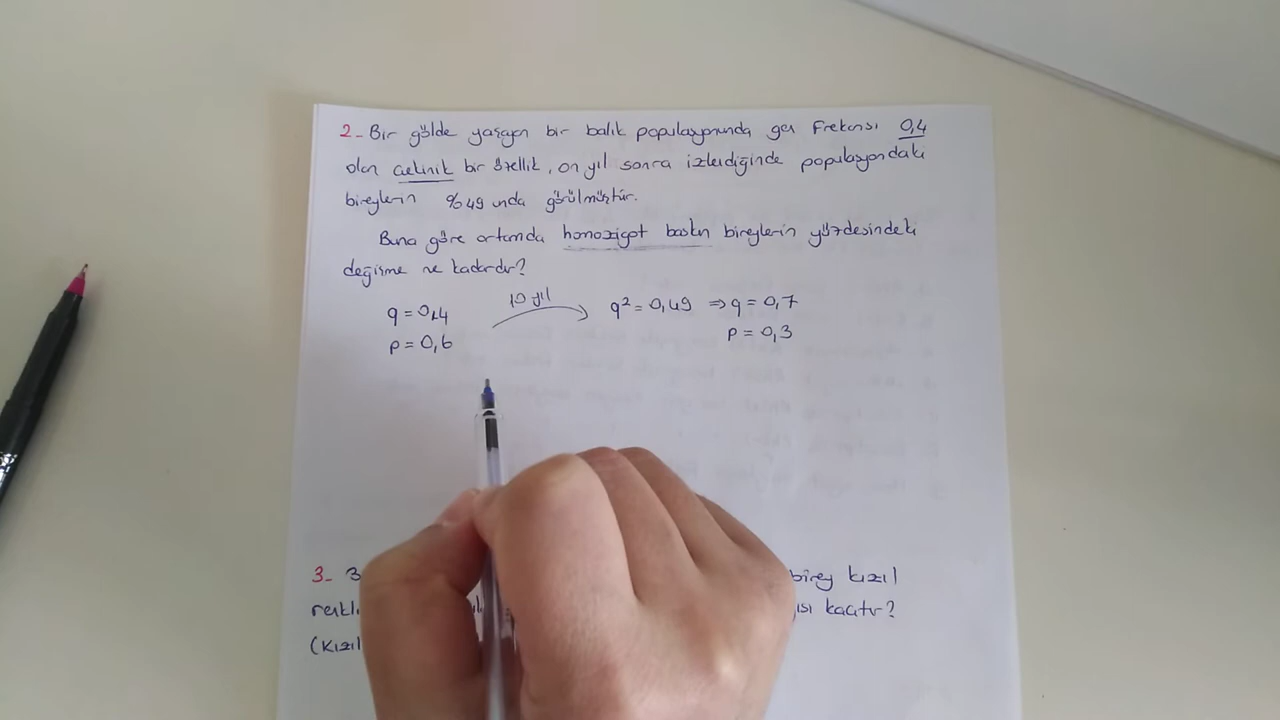 2- Bir gölde yaşayan bir balık populasyonunda gen frekansı 0,4
olan çekinik bir özellik, on yıl sonra izlendiğinde populasyondaki
bireylerin %49 unda görülmüştür.
Buna göre ortamda homozigot baskın bireylerin yüzdesindeki
değişme ne kadardır?
q = 0,4
p = 0,6
10 yıl
q² = 0,49 ⇒ q = 0,7
p = 0,3
3- birey kızıl
renkli kaçtır?
(Kızıl